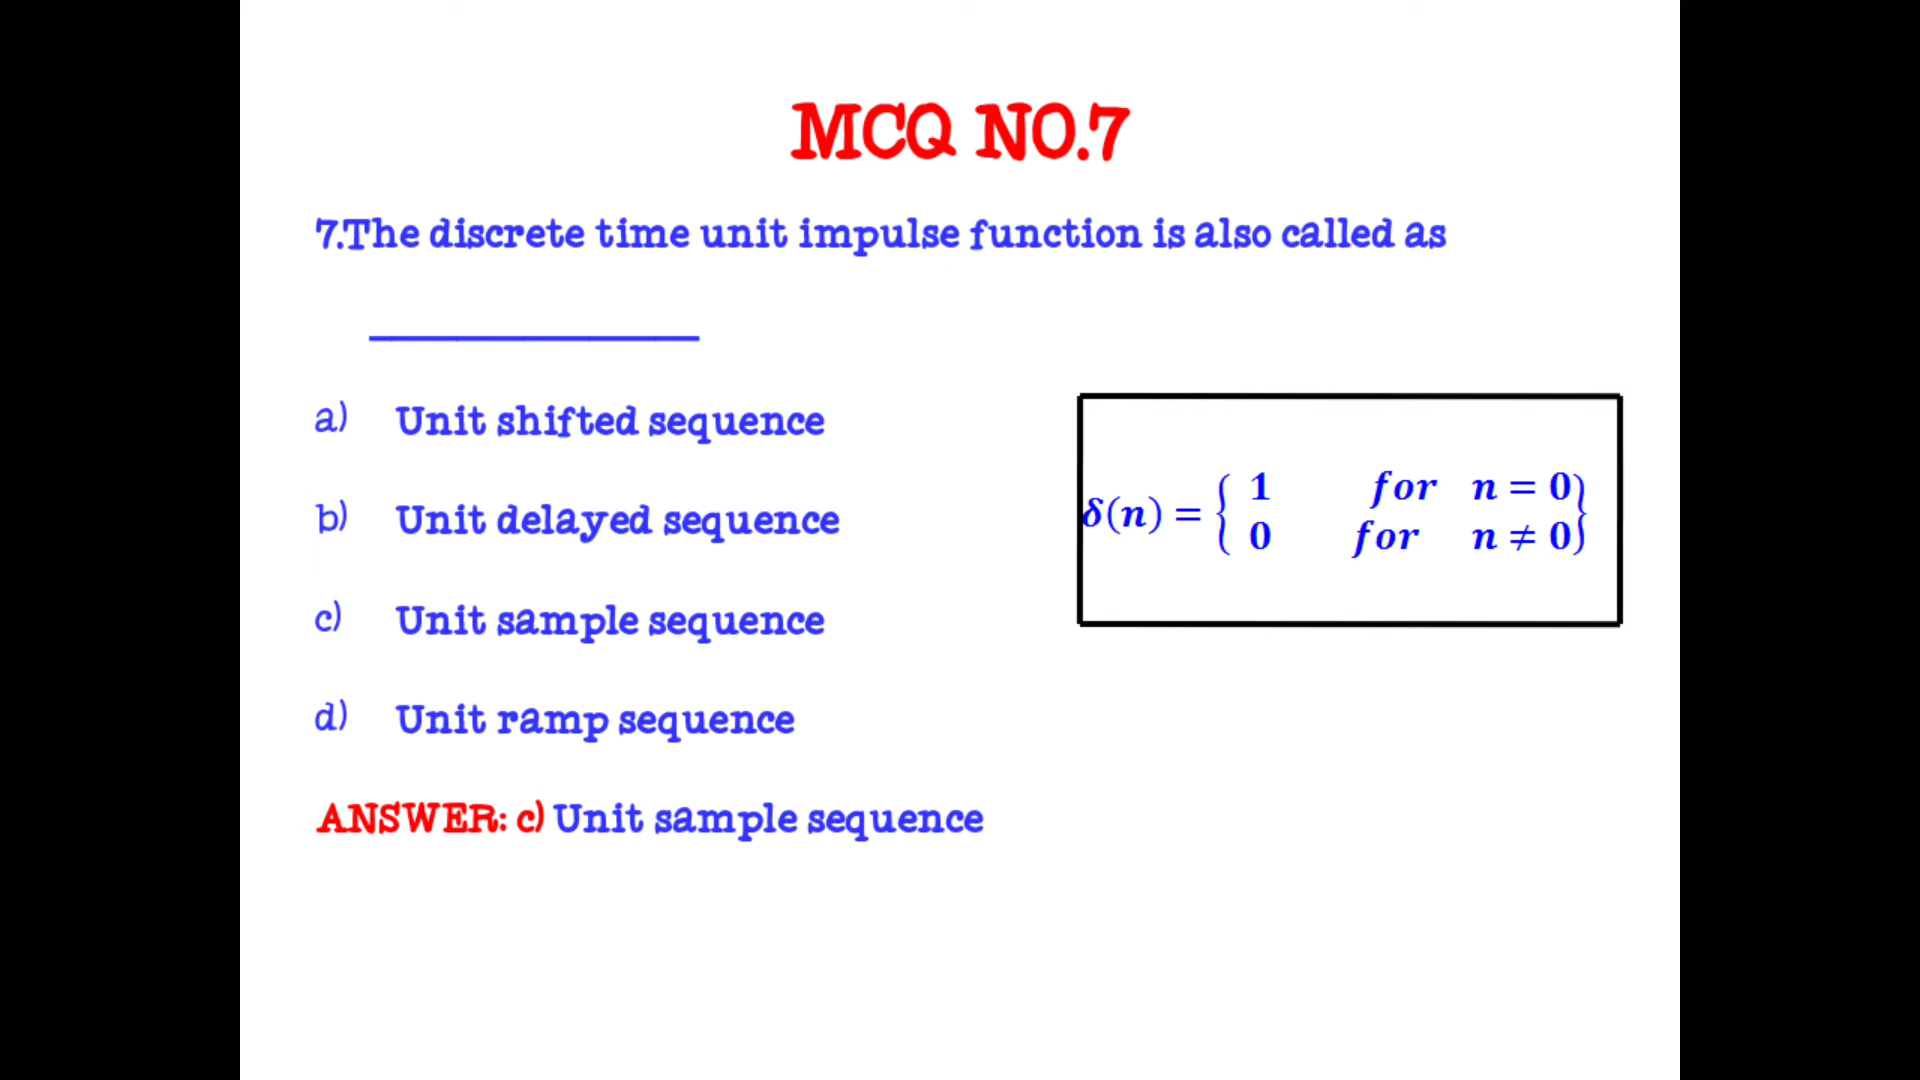 MCQ NO.7
7.The discrete time unit impulse function is also called as
_______________
a) Unit shifted sequence
b) Unit delayed sequence
c) Unit sample sequence
d) Unit ramp sequence
δ(n) = { 1 for n = 0
0 for n ≠ 0 }
ANSWER: c) Unit sample sequence